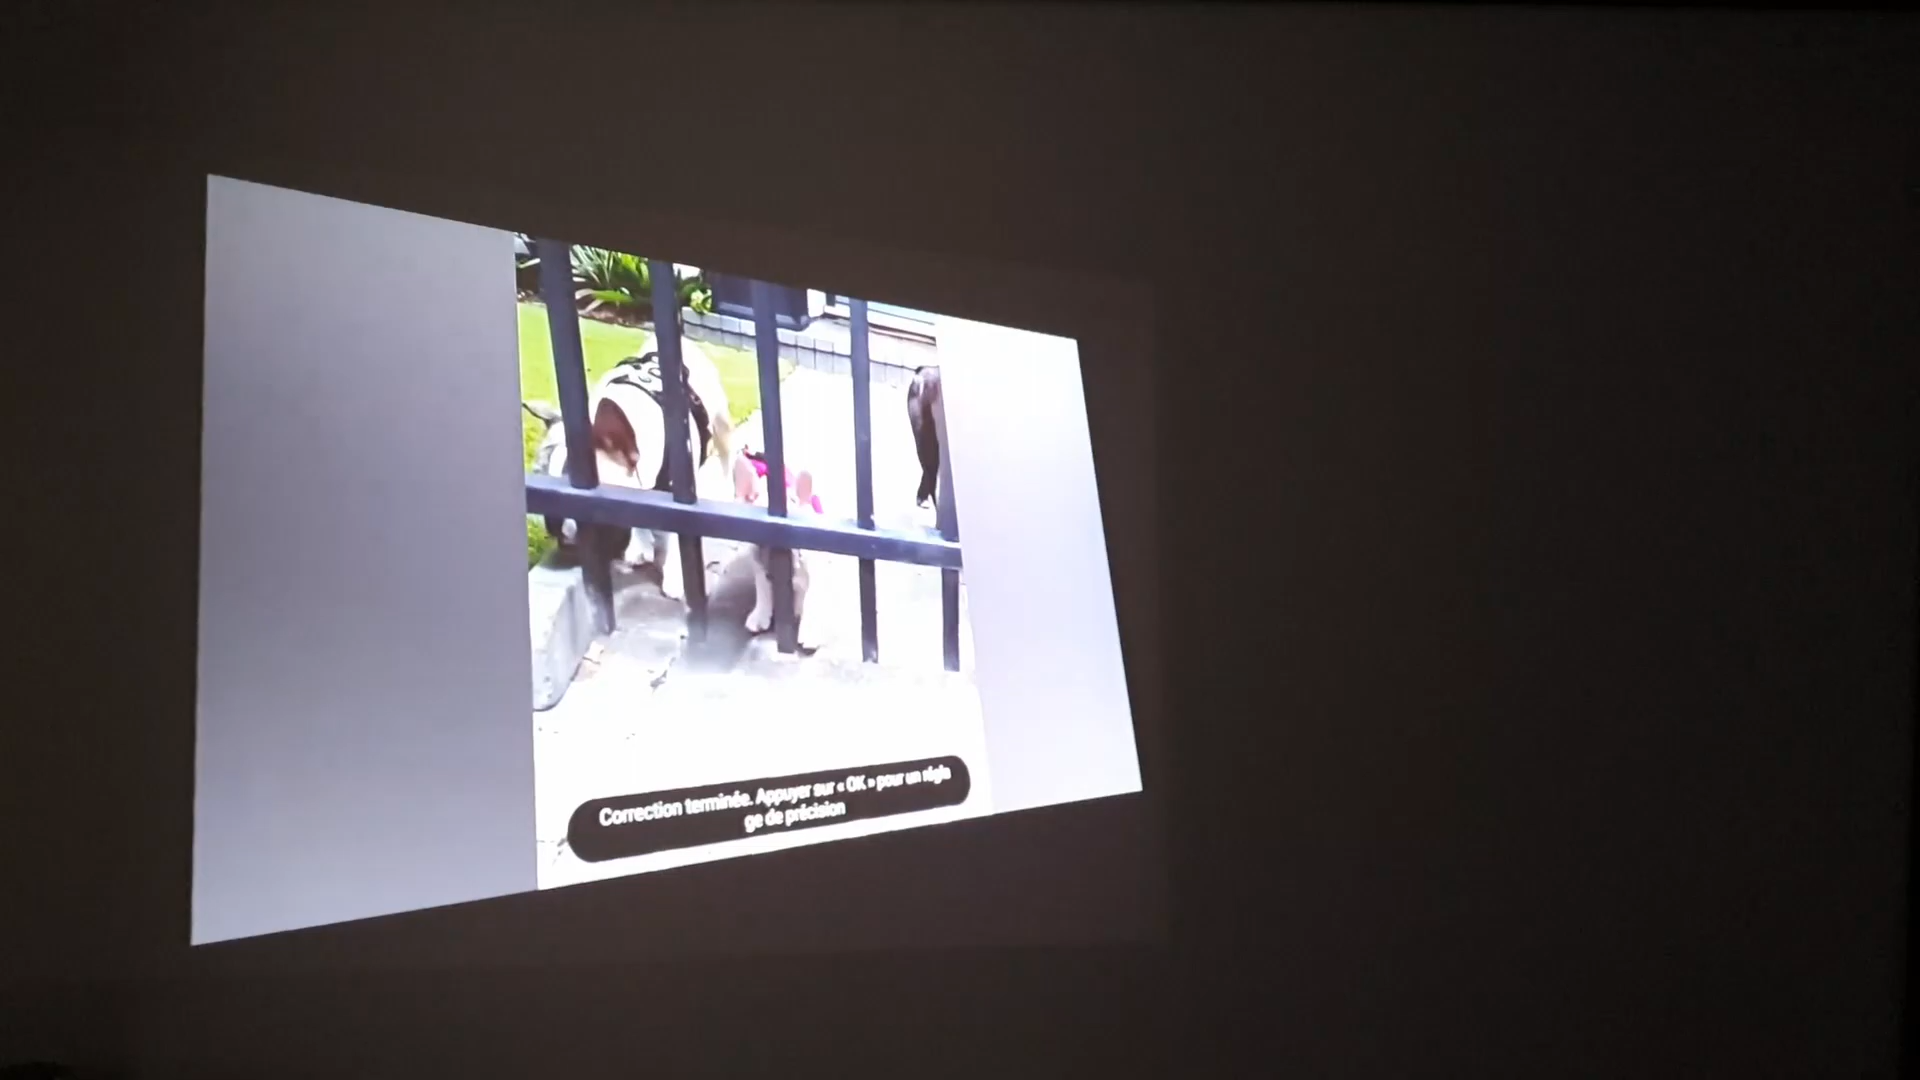 Correction terminée. Appuyer sur « OK » pour un régla
ge de précision